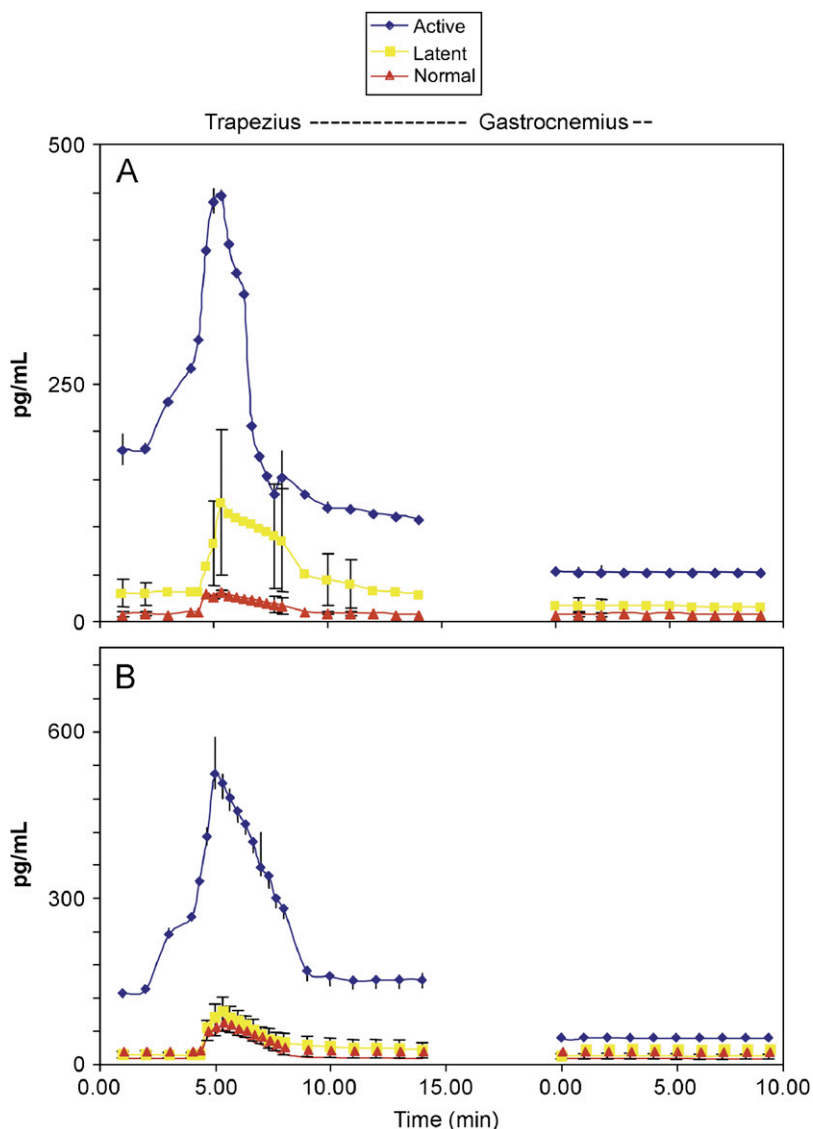 Active
Latent
Normal
Trapezius ---------------- Gastrocnemius --
500
A
250
pg/mL
0
B
600
300
pg/mL
0
0.00 5.00 10.00 15.00 0.00 5.00 10.00
Time (min)